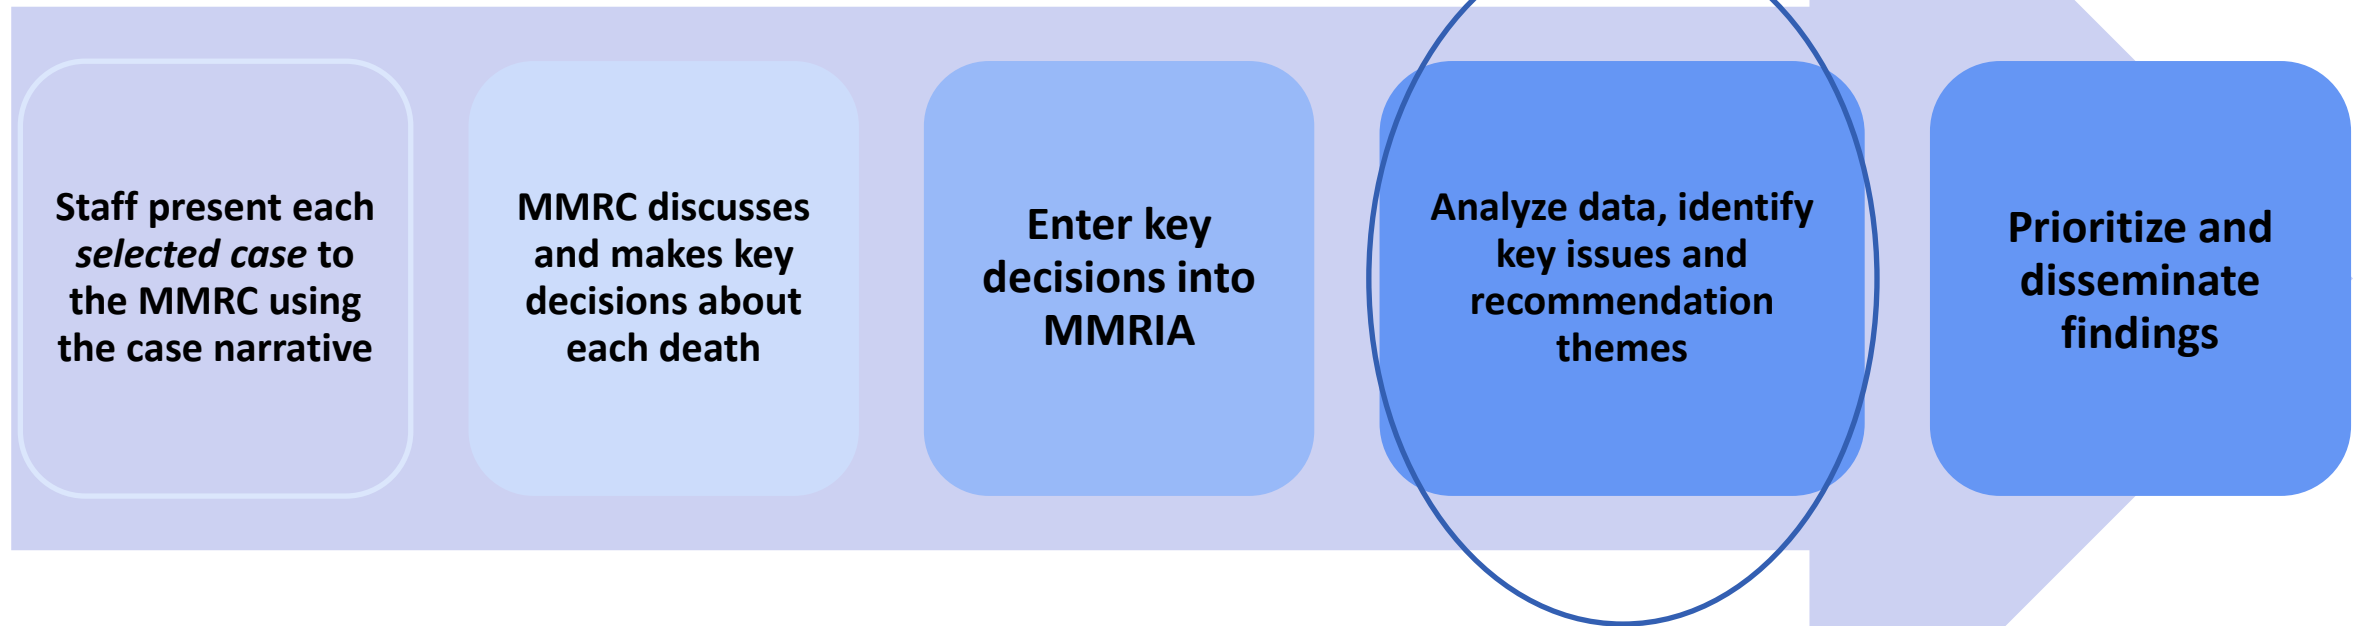 Staff present each
selected case to
the MMRC using
the case narrative
MMRC discusses
and makes key
decisions about
each death
Enter key
decisions into
MMRIA
Analyze data, identify
key issues and
recommendation
themes
Prioritize and
disseminate
findings